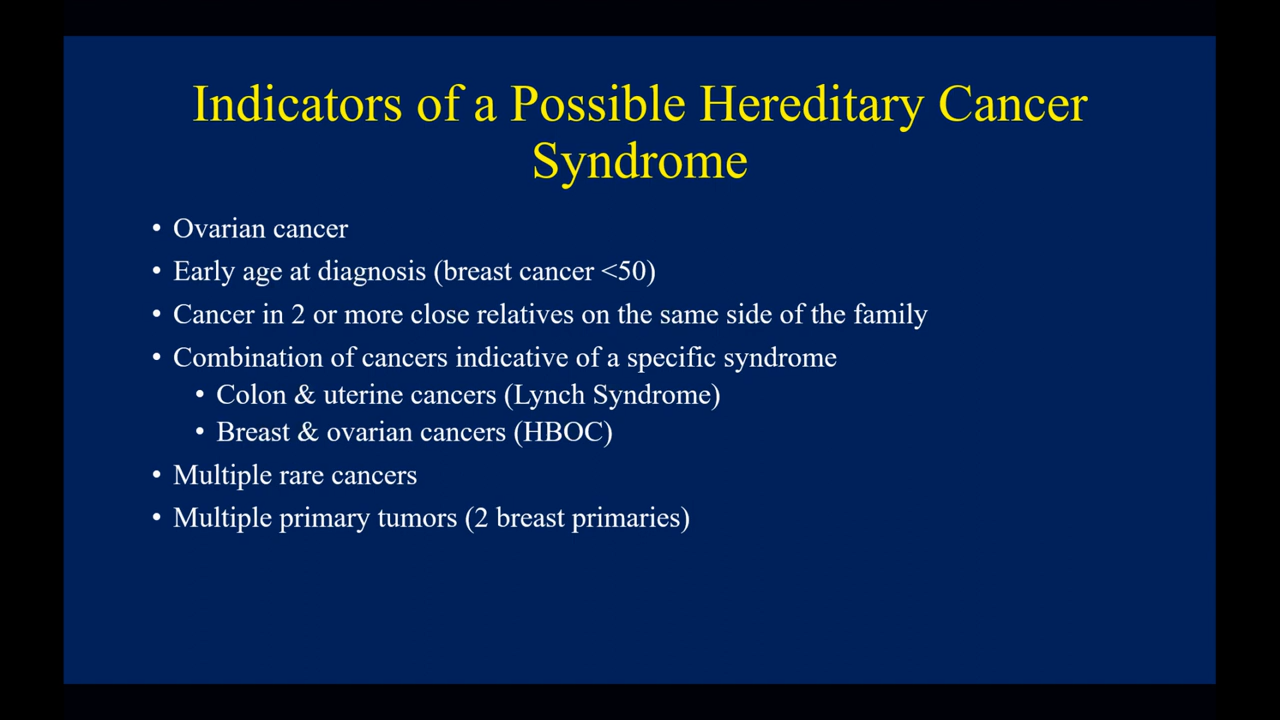 Indicators of a Possible Hereditary Cancer
Syndrome
• Ovarian cancer
• Early age at diagnosis (breast cancer <50)
• Cancer in 2 or more close relatives on the same side of the family
• Combination of cancers indicative of a specific syndrome
• Colon & uterine cancers (Lynch Syndrome)
• Breast & ovarian cancers (HBOC)
• Multiple rare cancers
• Multiple primary tumors (2 breast primaries)